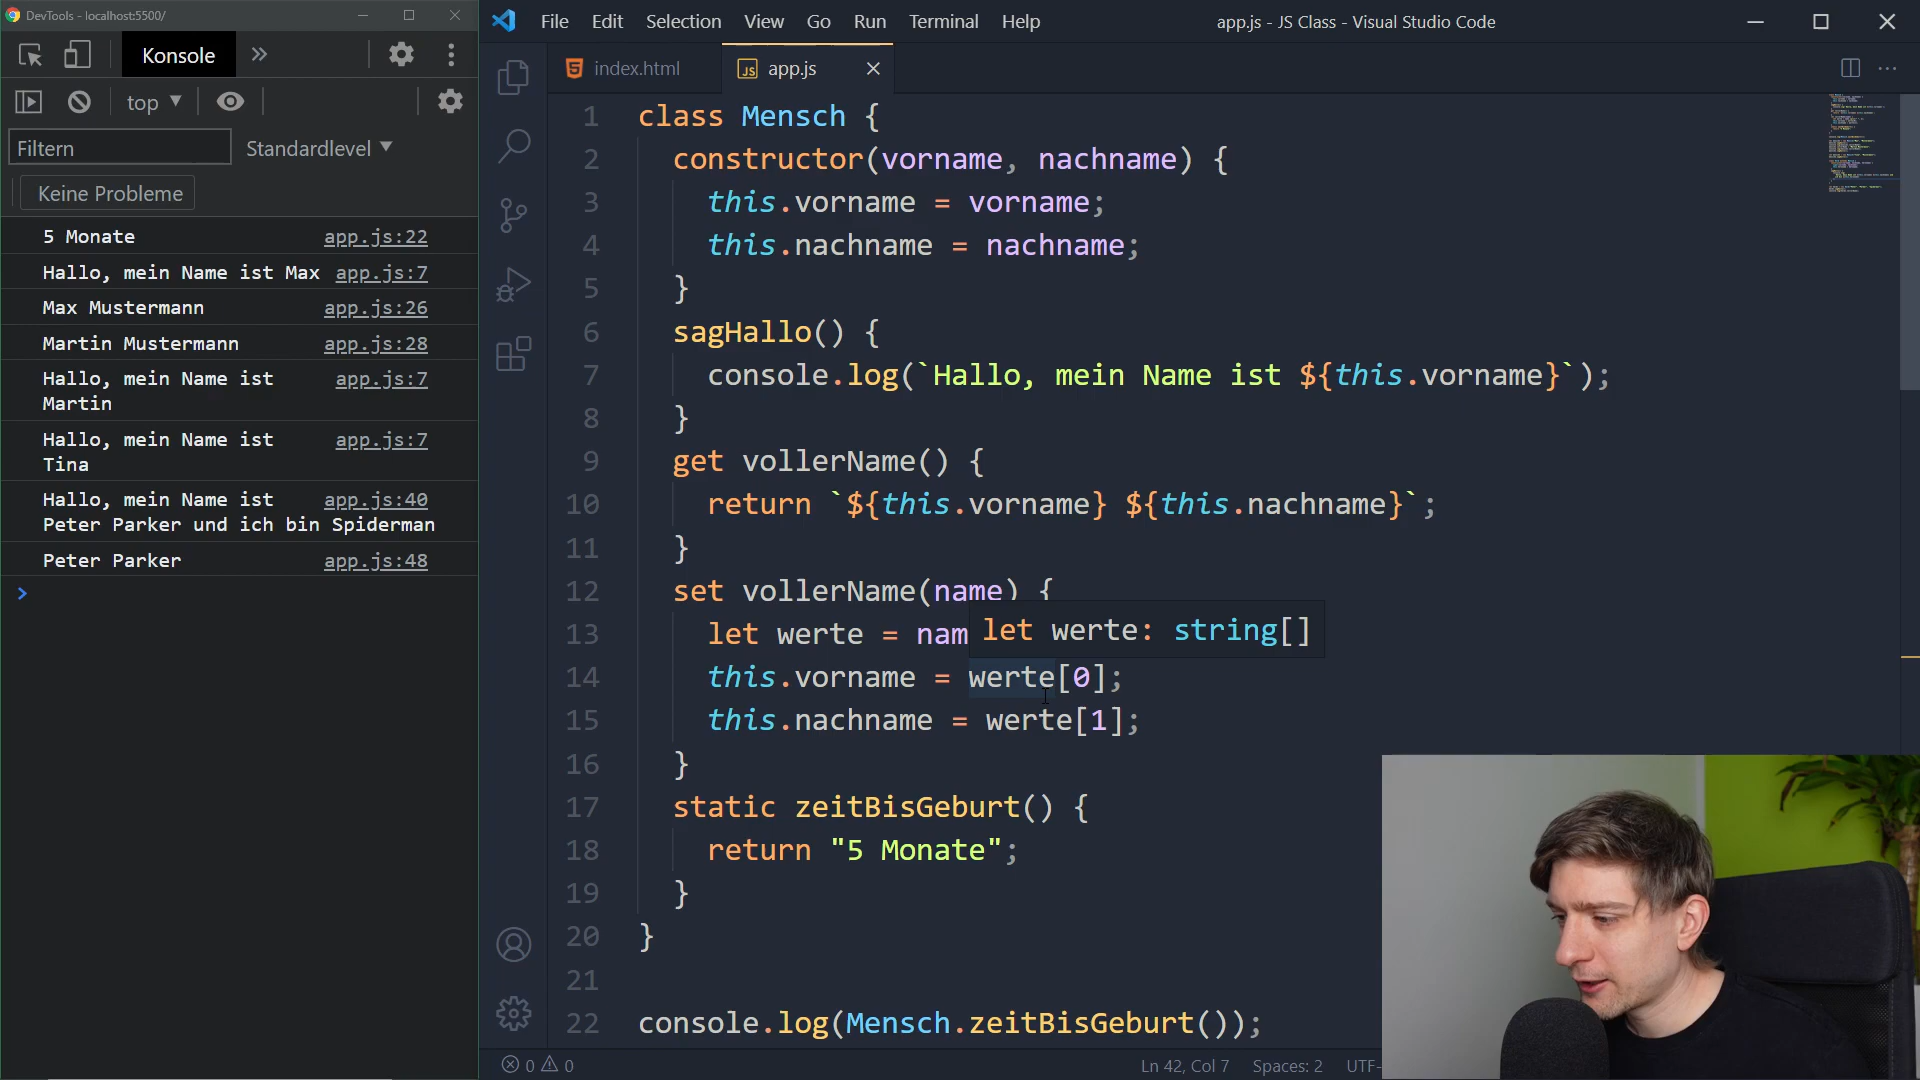 DevTools - localhost:5500/
Konsole
top
Filtern
Standardlevel
Keine Probleme
5 Monate app.js:22
Hallo, mein Name ist Max app.js:7
Max Mustermann app.js:26
Martin Mustermann app.js:28
Hallo, mein Name ist app.js:7
Martin
Hallo, mein Name ist app.js:7
Tina
Hallo, mein Name ist app.js:40
Peter Parker und ich bin Spiderman
Peter Parker app.js:48
>
File Edit Selection View Go Run Terminal Help app.js - JS Class - Visual Studio Code
index.html JS app.js
1 class Mensch {
2 constructor(vorname, nachname) {
3 this.vorname = vorname;
4 this.nachname = nachname;
5 }
6 sagHallo() {
7 console.log(`Hallo, mein Name ist ${this.vorname}`);
8 }
9 get vollerName() {
10 return `${this.vorname} ${this.nachname}`;
11 }
12 set vollerName(name) {
13 let werte = nam
let werte: string[]
14 this.vorname = werte[0];
15 this.nachname = werte[1];
16 }
17 static zeitBisGeburt() {
18 return "5 Monate";
19 }
20 }
21
22 console.log(Mensch.zeitBisGeburt());
0 0 Ln 42, Col 7 Spaces: 2 UTF-